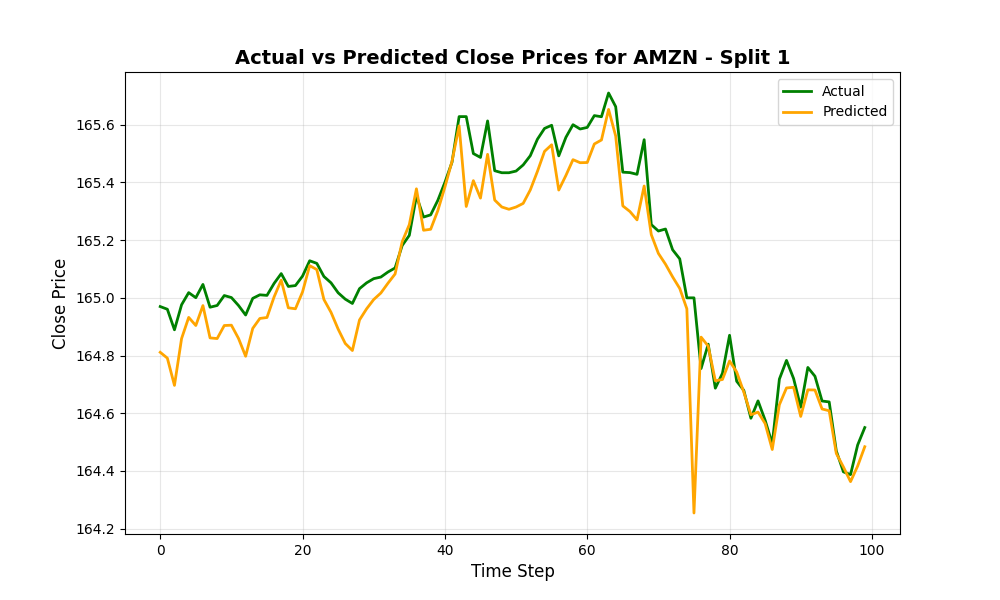 Actual vs Predicted Close Prices for AMZN - Split 1
Actual
Predicted
165.6
165.4
165.2
165.0
164.8
164.6
164.4
164.2
Close Price
0
20
40
60
80
100
Time Step